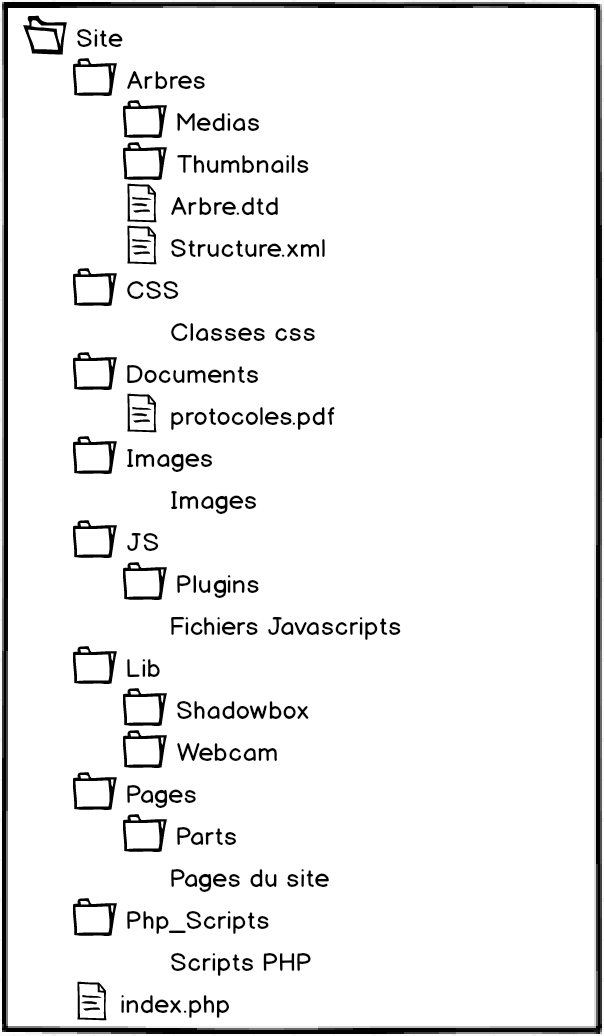 Site
Arbres
Medias
Thumbnails
Arbre.dtd
Structure.xml
CSS
Classes css
Documents
protocoles.pdf
Images
Images
JS
Plugins
Fichiers Javascripts
Lib
Shadowbox
Webcam
Pages
Parts
Pages du site
Php_Scripts
Scripts PHP
index.php